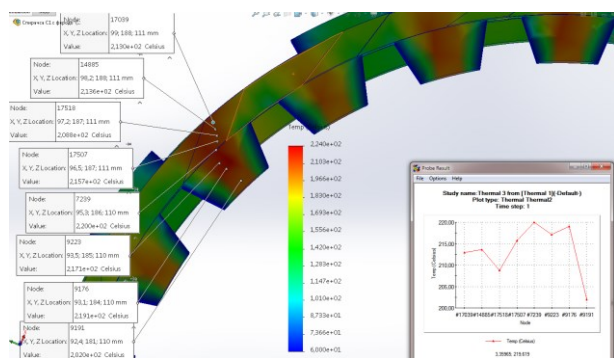 Node: 17039
X, Y, Z Location: 99, 188, 111 mm
Value: 2,130e+02 Celsius
Node: 14885
X, Y, Z Location: 98,2, 188, 111 mm
Value: 2,136e+02 Celsius
Node: 17518
X, Y, Z Location: 97,2, 187, 111 mm
Value: 2,088e+02 Celsius
Node: 17507
X, Y, Z Location: 96,5, 187, 111 mm
Value: 2,157e+02 Celsius
Node: 7239
X, Y, Z Location: 95,3, 186, 110 mm
Value: 2,200e+02 Celsius
Node: 9223
X, Y, Z Location: 93,5, 185, 110 mm
Value: 2,171e+02 Celsius
Node: 9176
X, Y, Z Location: 93,1, 184, 110 mm
Value: 2,191e+02 Celsius
Node: 9191
X, Y, Z Location: 92,4, 181, 110 mm
Value: 2,020e+02 Celsius
2,240e+02
2,103e+02
1,966e+02
1,830e+02
1,693e+02
1,557e+02
1,420e+02
1,283e+02
1,147e+02
1,010e+02
8,733e+01
7,366e+01
6,000e+01
Probe Result
File Options Help
Study name:Thermal 3 from [Thermal 1](-Default-)
Plot type: Thermal Thermal2
Time step: 1
Temp (Celsius)
220.00
215.00
210.00
205.00
200.00
#7239 #9223 #9176 #9191
Node
Temp (Celsius)